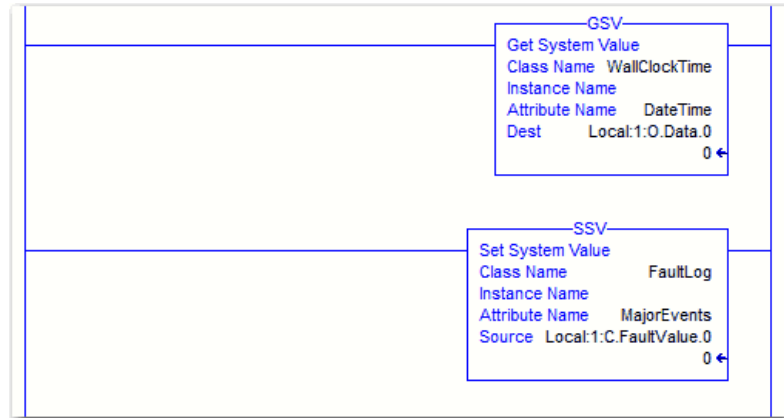 GSV
Get System Value
Class Name WallClockTime
Instance Name
Attribute Name DateTime
Dest Local:1:O.Data.0
0
SSV
Set System Value
Class Name FaultLog
Instance Name
Attribute Name MajorEvents
Source Local:1:C.FaultValue.0
0